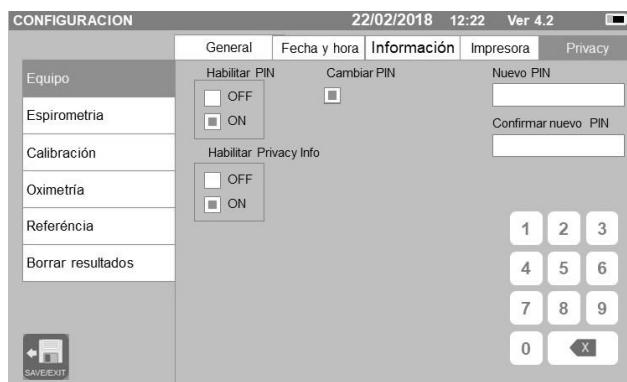 CONFIGURACION 22/02/2018 12:22 Ver 4.2
General Fecha y hora Información Impresora Privacy
Equipo
Espirometria
Calibración
Oximetría
Referéncia
Borrar resultados
SAVE/EXIT
Habilitar PIN
OFF
ON
Cambiar PIN
Habilitar Privacy Info
OFF
ON
Nuevo PIN
Confirmar nuevo PIN
1 2 3
4 5 6
7 8 9
0 X